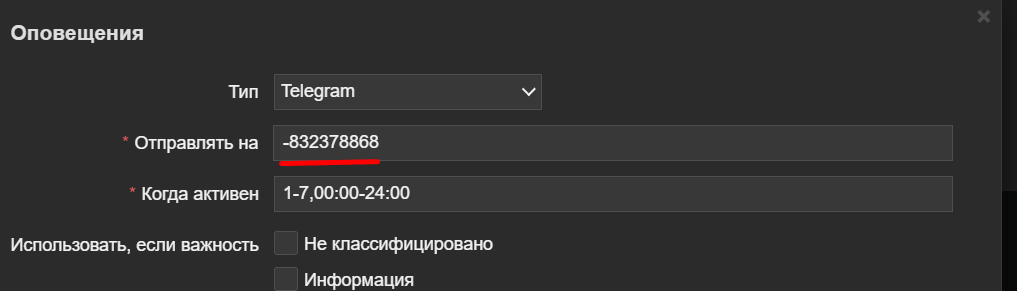 Оповещения
Тип Telegram
* Отправлять на -832378868
* Когда активен 1-7,00:00-24:00
Использовать, если важность Не классифицировано
Информация